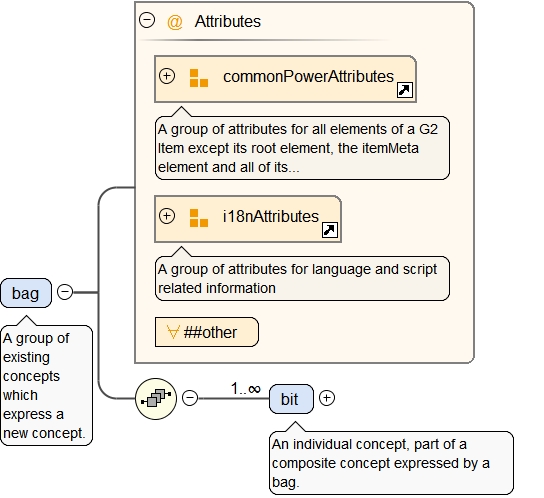 @ Attributes
commonPowerAttributes
A group of attributes for all elements of a G2
Item except its root element, the itemMeta
element and all of its...
i18nAttributes
A group of attributes for language and script
related information
##other
bag
A group of
existing
concepts
which
express a
new concept.
1..∞
bit
An individual concept, part of a
composite concept expressed by a
bag.